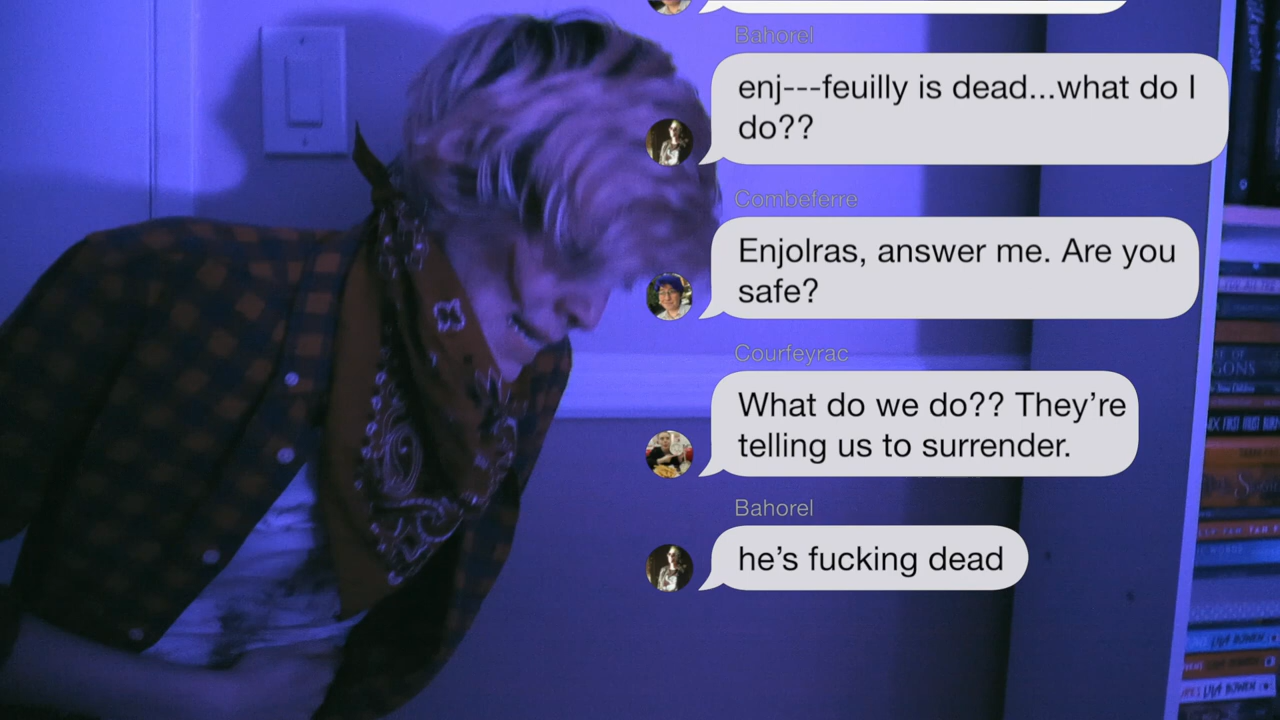 Bahorel
enj---feuilly is dead...what do I
do??
Combeferre
Enjolras, answer me. Are you
safe?
Courfeyrac
What do we do?? They're
telling us to surrender.
Bahorel
he's fucking dead